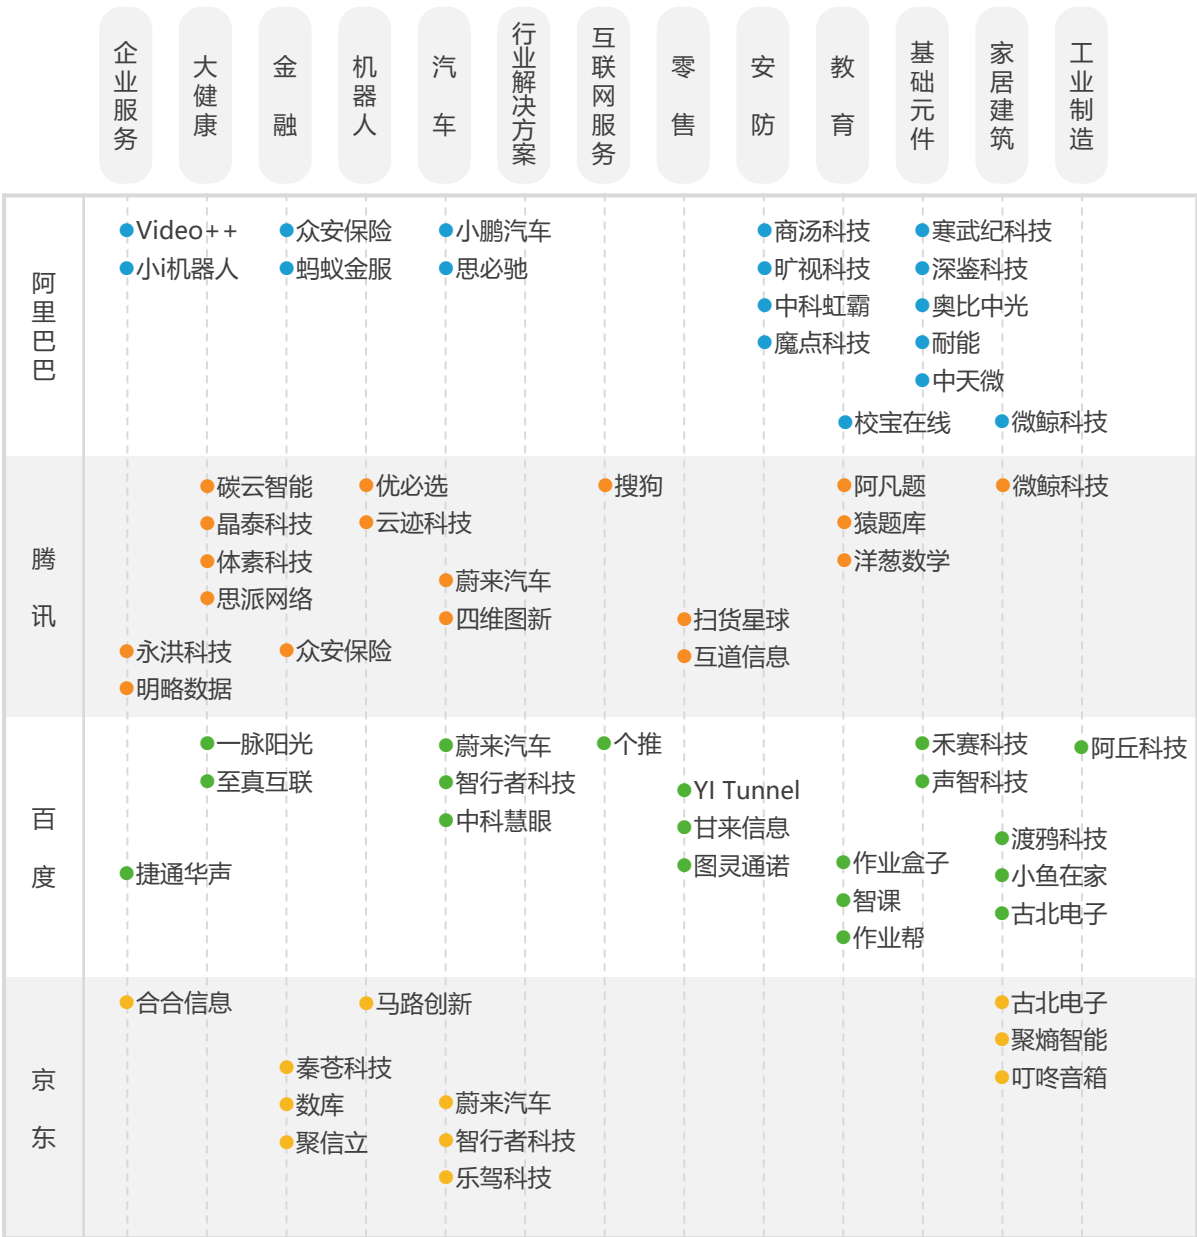 企业服务
大健康
金融
机器人
汽车
行业解决方案
互联网服务
零售
安防
教育
基础元件
家居建筑
工业制造
阿里巴巴
Video++
小i机器人
众安保险
蚂蚁金服
小鹏汽车
思必驰
商汤科技
旷视科技
中科虹霸
魔点科技
校宝在线
寒武纪科技
深鉴科技
奥比中光
耐能
中天微
微鲸科技
腾讯
永洪科技
明略数据
碳云智能
晶泰科技
体素科技
思派网络
众安保险
优必选
云迹科技
蔚来汽车
四维图新
搜狗
扫货星球
互道信息
阿凡题
猿题库
洋葱数学
微鲸科技
百度
捷通华声
一脉阳光
至真互联
蔚来汽车
智行者科技
中科慧眼
个推
YI Tunnel
甘来信息
图灵通诺
作业盒子
智课
作业帮
禾赛科技
声智科技
渡鸦科技
小鱼在家
古北电子
阿丘科技
京东
合合信息
秦苍科技
数库
聚信立
马路创新
蔚来汽车
智行者科技
乐驾科技
古北电子
聚熵智能
叮咚音箱